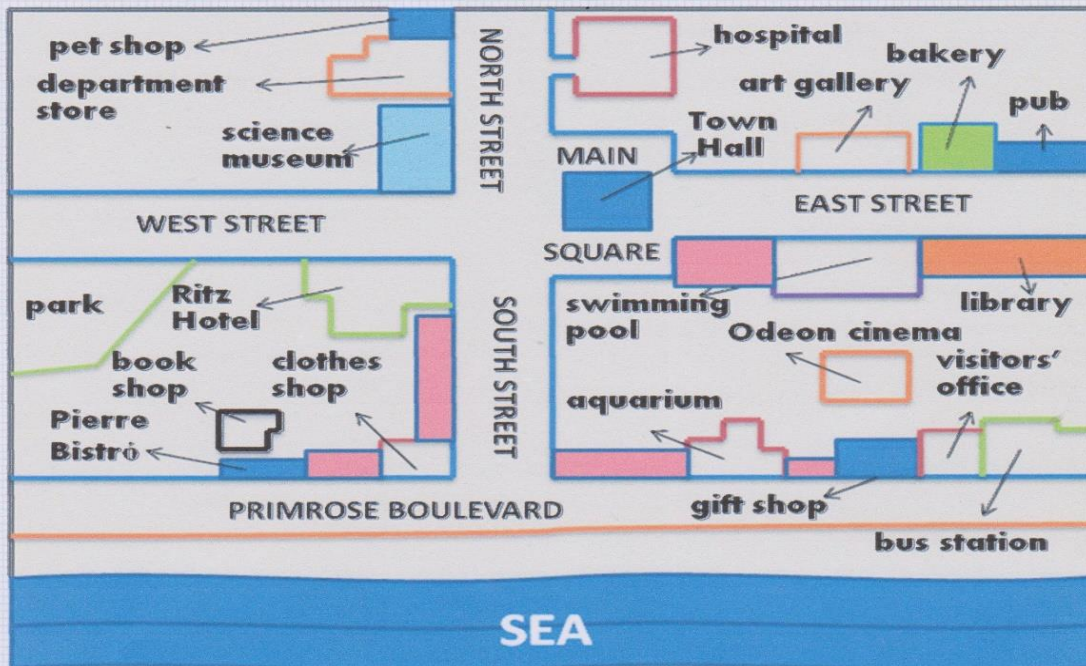 pet shop
department
store
science
museum
NORTH STREET
hospital
bakery
art gallery
pub
Town
Hall
MAIN
SQUARE
WEST STREET
EAST STREET
park
Ritz
Hotel
book
shop
clothes
shop
Pierre
Bistró
SOUTH STREET
swimming
pool
library
Odeon cinema
visitors'
office
aquarium
gift shop
bus station
PRIMROSE BOULEVARD
SEA